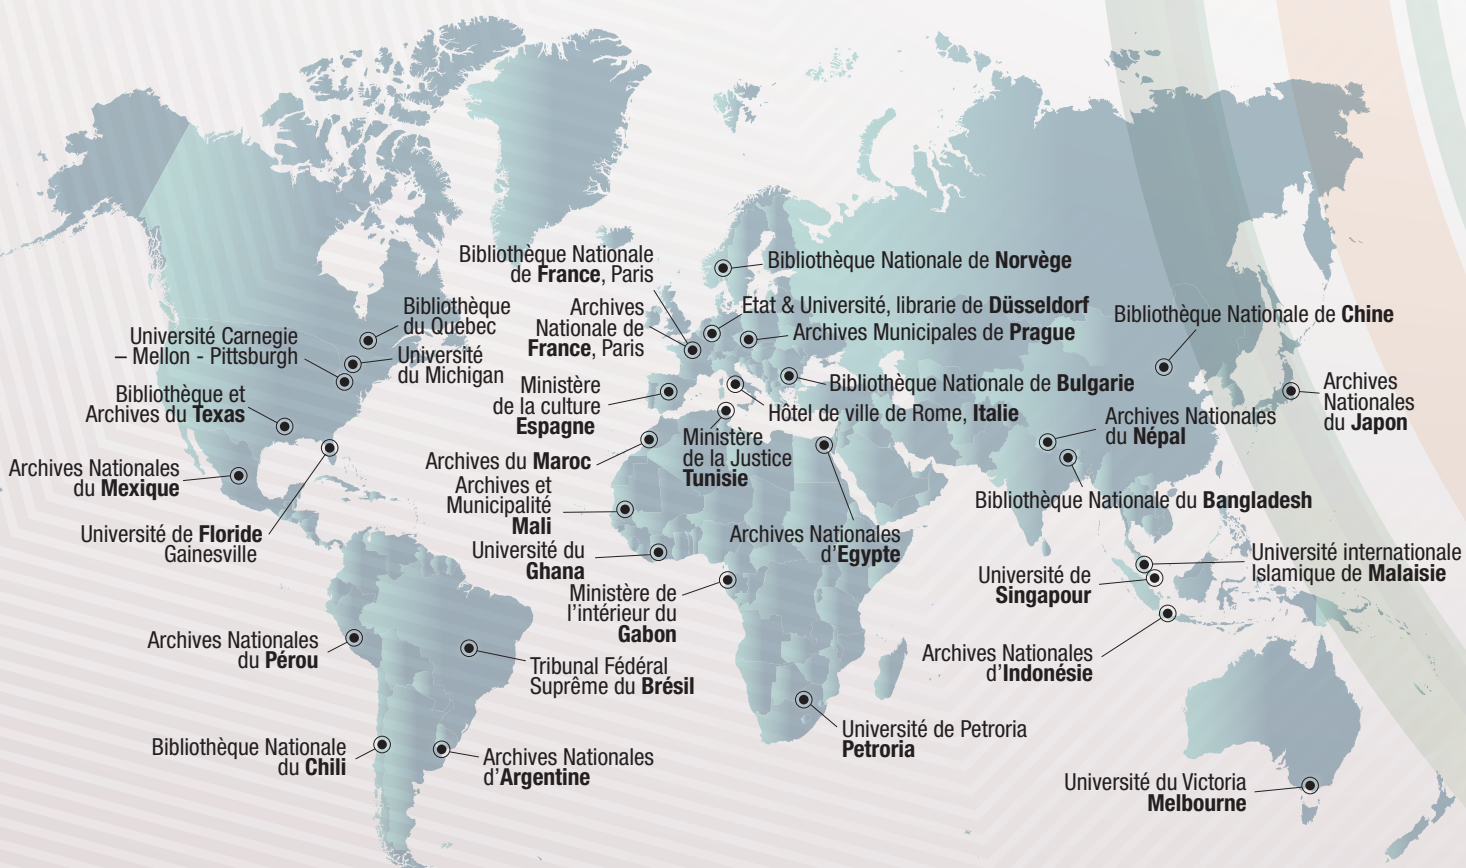 Bibliothèque Nationale
de France, Paris
Bibliothèque Nationale de Norvège
Archives
Nationale de
France, Paris
Etat & Université, librarie de Düsseldorf
Archives Municipales de Prague
Bibliothèque Nationale de Chine
Bibliothèque
du Quebec
Université Carnegie
– Mellon - Pittsburgh
Université
du Michigan
Bibliothèque et
Archives du Texas
Ministère
de la culture
Espagne
Bibliothèque Nationale de Bulgarie
Hôtel de ville de Rome, Italie
Archives
Nationales
du Japon
Archives Nationales
du Népal
Archives Nationales
du Mexique
Archives du Maroc
Ministère
de la Justice
Tunisie
Archives et
Municipalité
Mali
Bibliothèque Nationale du Bangladesh
Université de Floride
Gainesville
Archives Nationales
d'Egypte
Université du
Ghana
Université internationale
Islamique de Malaisie
Université de
Singapour
Ministère de
l'intérieur du
Gabon
Archives Nationales
du Pérou
Tribunal Fédéral
Suprême du Brésil
Archives Nationales
d'Indonésie
Université de Petroria
Petroria
Bibliothèque Nationale
du Chili
Archives Nationales
d'Argentine
Université du Victoria
Melbourne